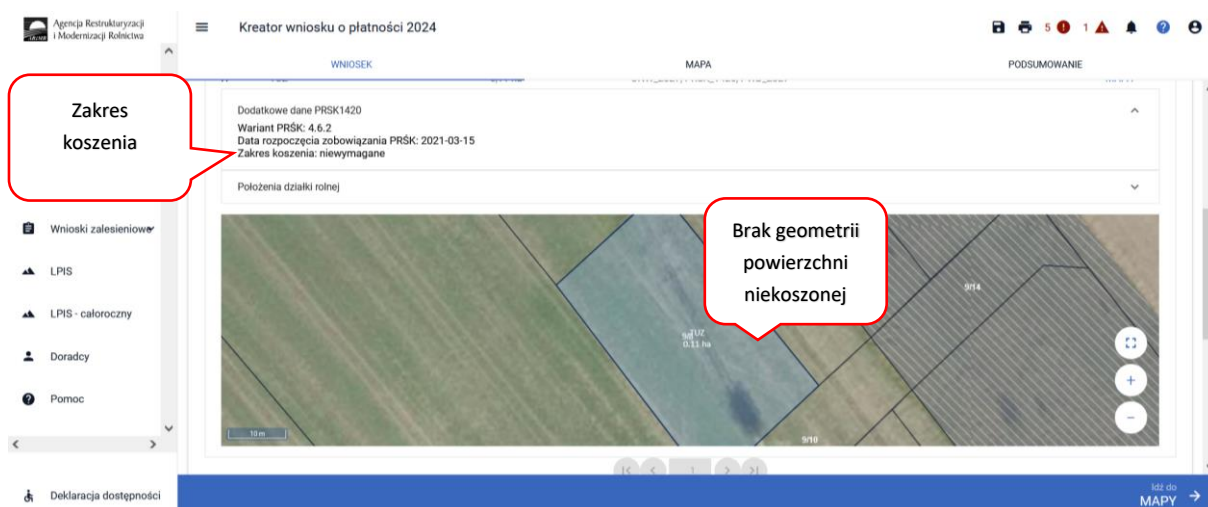 Agencja Restrukturyzacji
i Modernizacji Rolnictwa
Kreator wniosku o płatności 2024
5
1
WNIOSEK
MAPA
PODSUMOWANIE
Dodatkowe dane PRSK1420
Wariant PRŚK: 4.6.2
Data rozpoczęcia zobowiązania PRŚK: 2021-03-15
Zakres koszenia: niewymagane
Położenia działki rolnej
Zakres
koszenia
Brak geometrii
powierzchni
niekoszonej
Wnioski zalesieniowe
LPIS
LPIS - całoroczny
Doradcy
Pomoc
Deklaracja dostępności
TUZ
0.11 ha
9/14
9/10
10 m
1
Idź do
MAPY